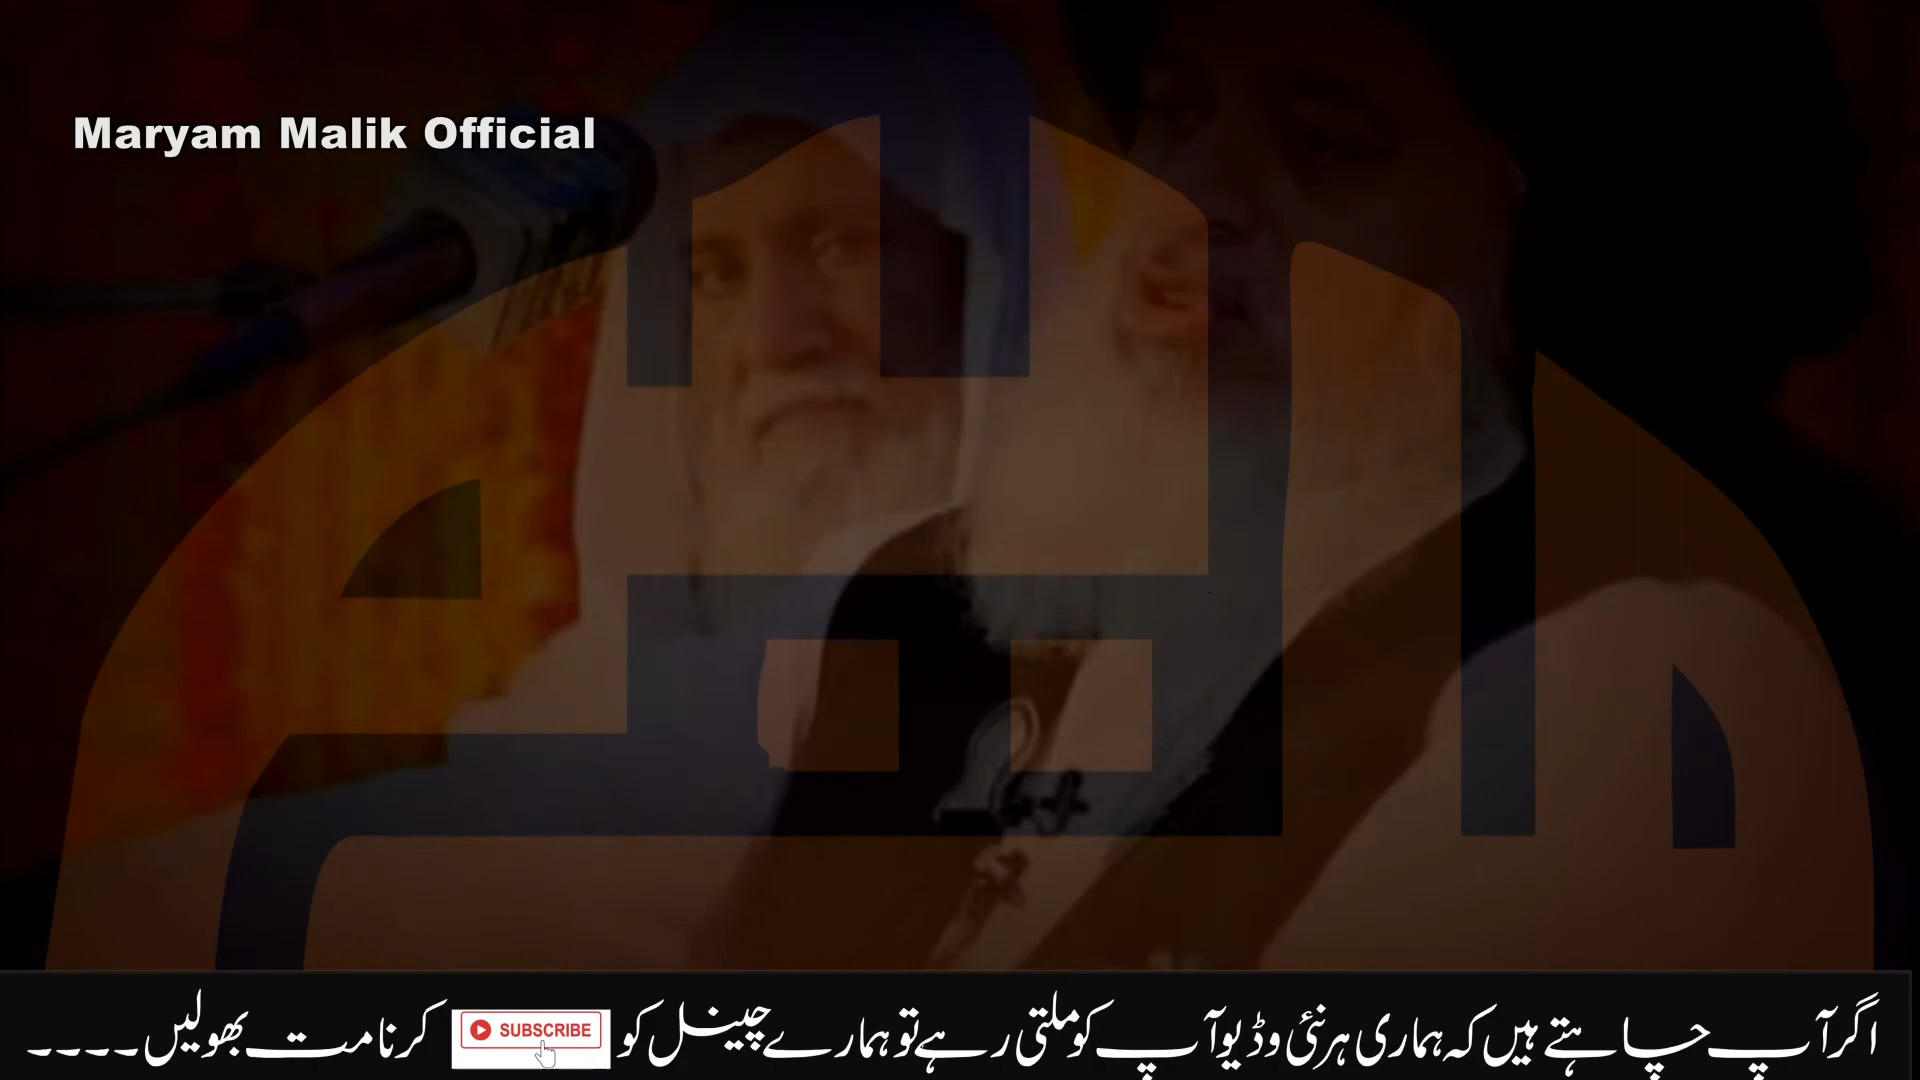 Maryam Malik Official
اگر آپ چاہتے ہیں کہ ہماری ہر نئی وڈیو آپ کو ملتی رہے تو ہمارے چینل کو SUBSCRIBE کرنا مت بھولیں ۔۔۔۔